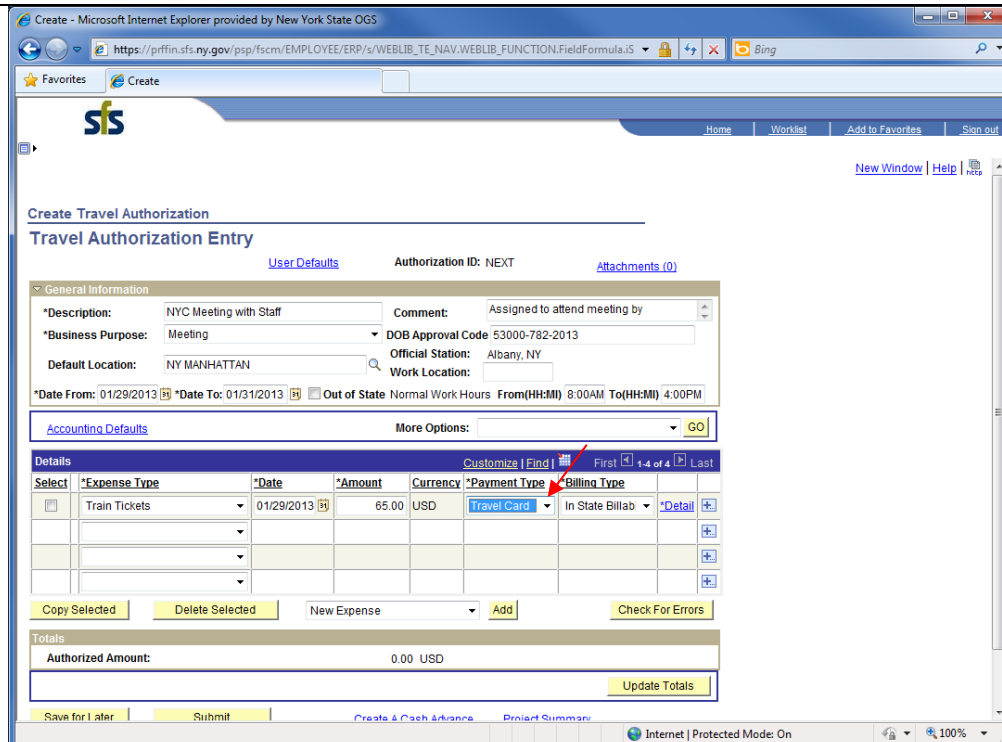 Create - Microsoft Internet Explorer provided by New York State OGS
https://prffin.sfs.ny.gov/psp/fscm/EMPLOYEE/ERP/s/WEBLIB_TE_NAV.WEBLIB_FUNCTION.FieldFormula.iS
Bing
Favorites
Create
sfs
Home
Worklist
Add to Favorites
Sign out
New Window | Help |
http
Create Travel Authorization
Travel Authorization Entry
User Defaults
Authorization ID: NEXT
Attachments (0)
General Information
*Description: NYC Meeting with Staff
Comment: Assigned to attend meeting by
*Business Purpose: Meeting
DOB Approval Code 53000-782-2013
Default Location: NY MANHATTAN
Official Station: Albany, NY
Work Location:
*Date From: 01/29/2013 31 *Date To: 01/31/2013 31 Out of State Normal Work Hours From(HH:MI) 8:00AM To(HH:MI) 4:00PM
Accounting Defaults
More Options:
GO
Details
Customize | Find |
First 1-4 of 4 Last
Select *Expense Type *Date *Amount Currency *Payment Type *Billing Type
Train Tickets 01/29/2013 31 65.00 USD Travel Card In State Billab *Detail
Copy Selected
Delete Selected
New Expense
Add
Check For Errors
Totals
Authorized Amount: 0.00 USD
Update Totals
Save for Later
Submit
Create A Cash Advance
Project Summary
Internet | Protected Mode: On
100%